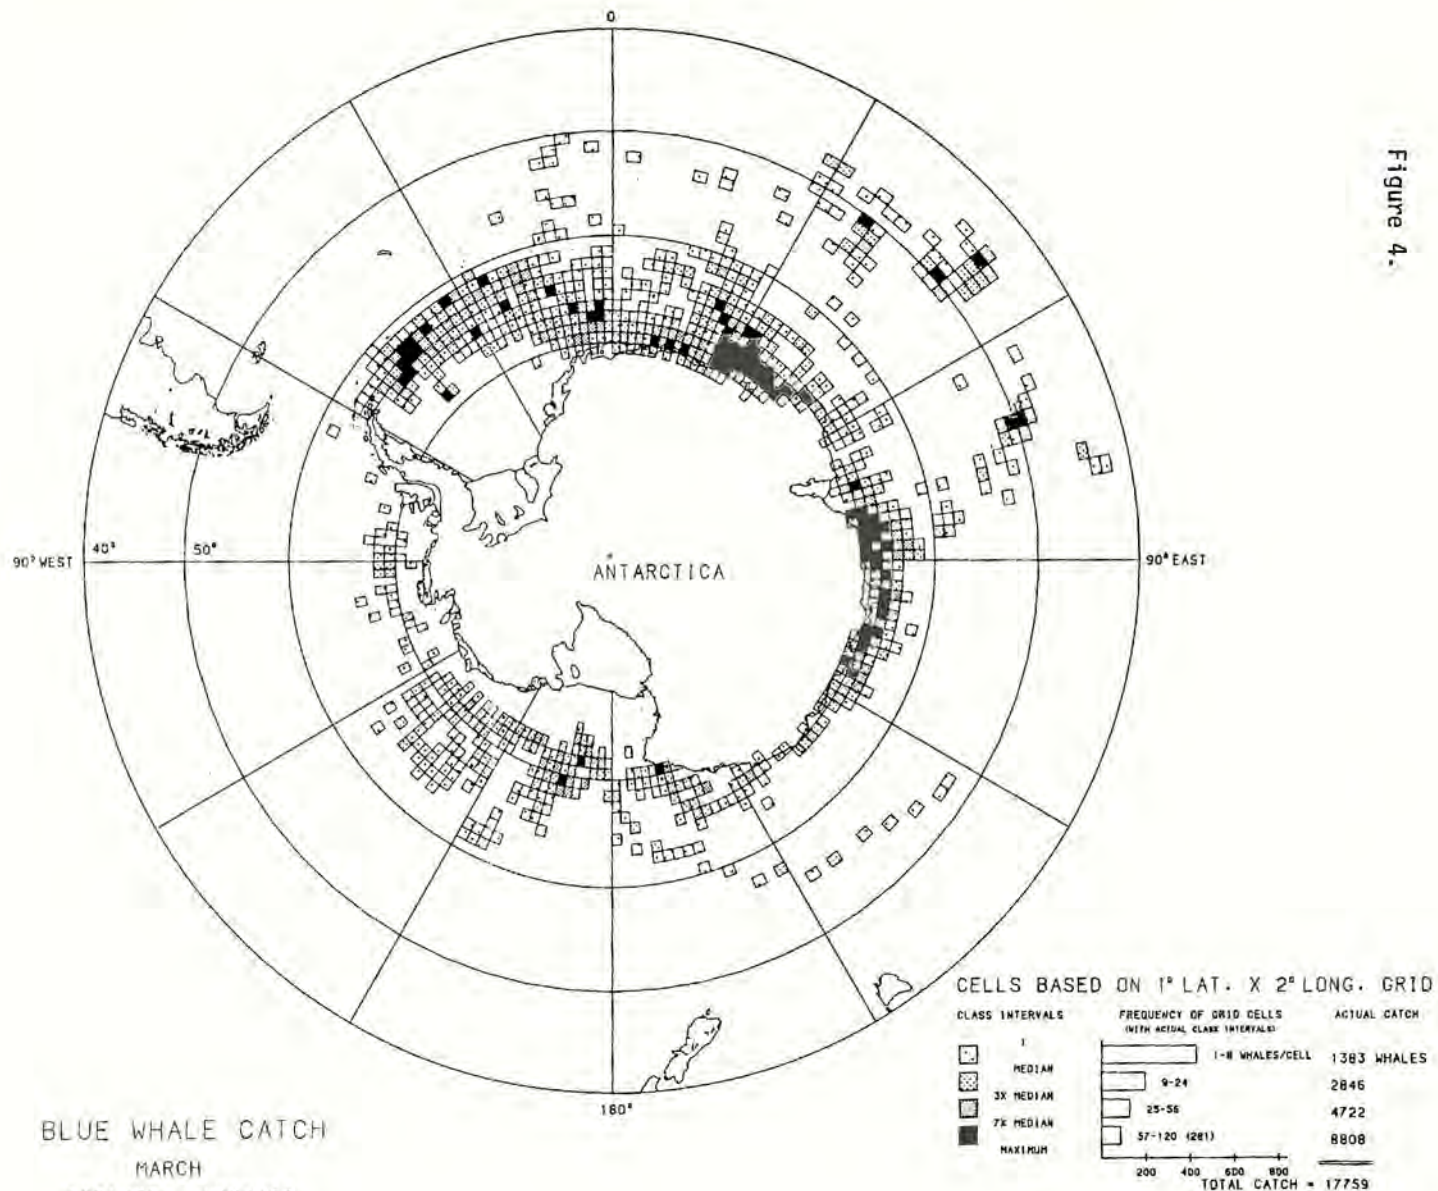 0
Figure 4.
90° WEST
40°
50°
ANTARCTICA
90° EAST
180°
CELLS BASED ON 1° LAT. X 2° LONG. GRID
CLASS INTERVALS
FREQUENCY OF GRID CELLS
ACTUAL CATCH
(WITH ACTUAL CLASS INTERVALS)
1
MEDIAN
3X MEDIAN
7X MEDIAN
MAXIMUM
1-8 WHALES/CELL
9-24
25-56
57-120 (281)
1383 WHALES
2846
4722
8808
200 400 600 800
TOTAL CATCH = 17759
BLUE WHALE CATCH
MARCH